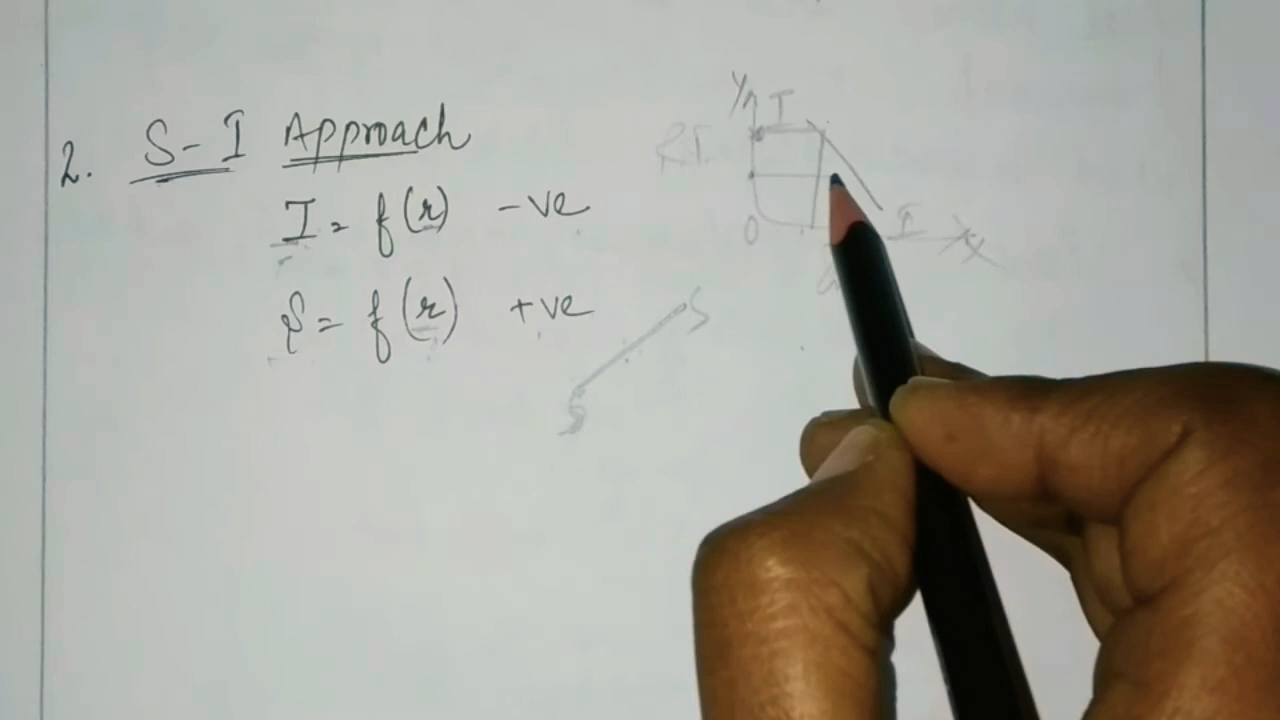 2. S-I Approach
I = f(r) -ve
S = f(r) +ve
Y
I
R I
O
I X
S
S